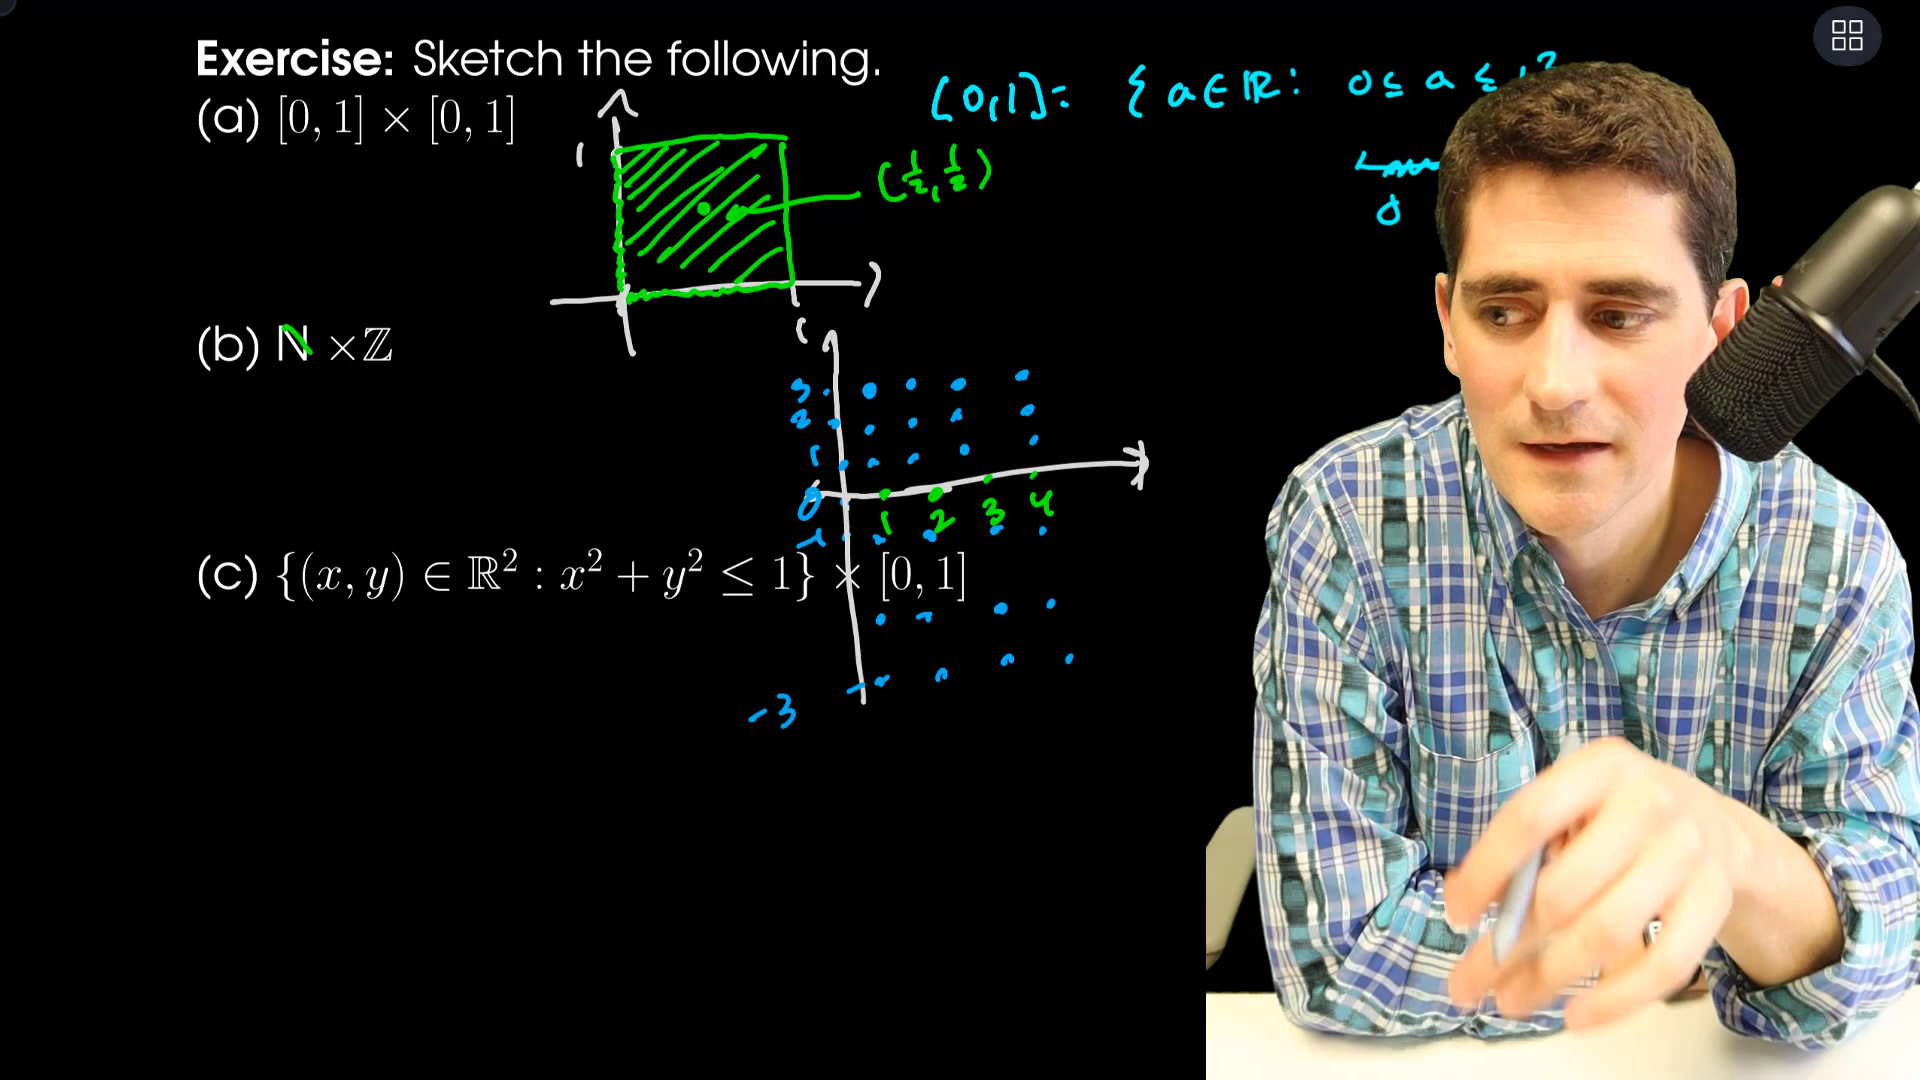 Exercise: Sketch the following.
[0,1] = { a ∈ ℝ : 0 ≤ a ≤
(a) [0, 1] × [0, 1]
1
(½, ½)
0
1
(b) ℕ × ℤ
3
2
1
0
-1
1 2 3 4
(c) {(x, y) ∈ ℝ² : x² + y² ≤ 1} × [0, 1]
-3